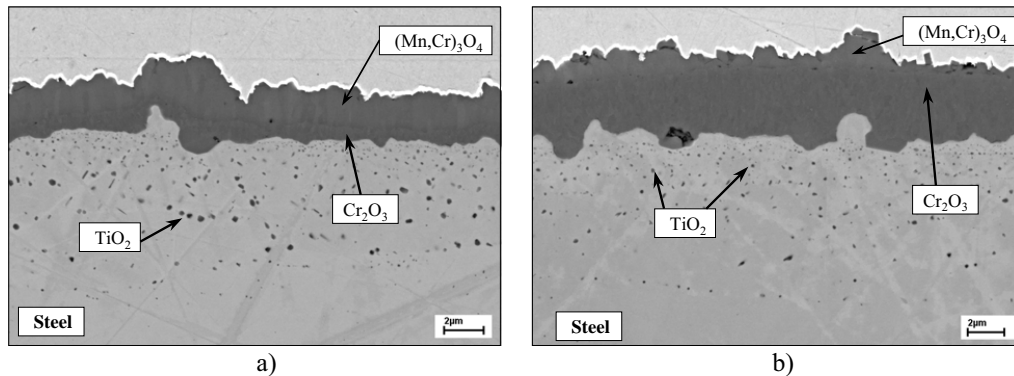 (Mn,Cr)₃O₄
Cr₂O₃
TiO₂
Steel
2µm
a)
(Mn,Cr)₃O₄
Cr₂O₃
TiO₂
Steel
2µm
b)